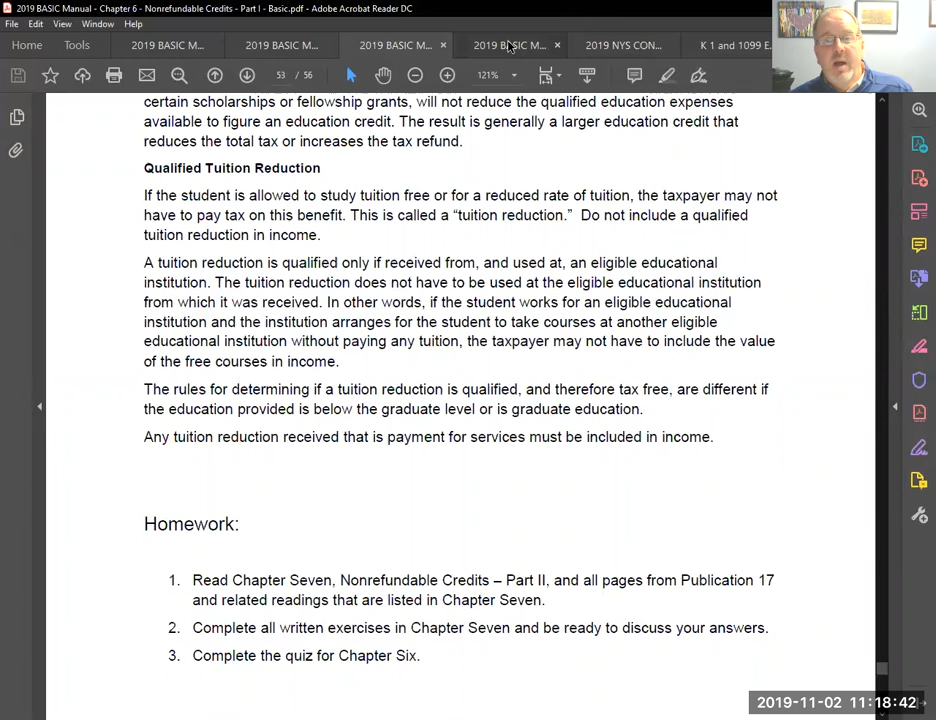 2019 BASIC Manual - Chapter 6 - Nonrefundable Credits - Part I - Basic.pdf - Adobe Acrobat Reader DC
File Edit View Window Help
Home Tools 2019 BASIC M... 2019 BASIC M... 2019 BASIC M... × 2019 BASIC M... × 2019 NYS CON... K 1 and 1099 E.
53 / 56 121%
certain scholarships or fellowship grants, will not reduce the qualified education expenses
available to figure an education credit. The result is generally a larger education credit that
reduces the total tax or increases the tax refund.
Qualified Tuition Reduction
If the student is allowed to study tuition free or for a reduced rate of tuition, the taxpayer may not
have to pay tax on this benefit. This is called a “tuition reduction.”  Do not include a qualified
tuition reduction in income.
A tuition reduction is qualified only if received from, and used at, an eligible educational
institution. The tuition reduction does not have to be used at the eligible educational institution
from which it was received. In other words, if the student works for an eligible educational
institution and the institution arranges for the student to take courses at another eligible
educational institution without paying any tuition, the taxpayer may not have to include the value
of the free courses in income.
The rules for determining if a tuition reduction is qualified, and therefore tax free, are different if
the education provided is below the graduate level or is graduate education.
Any tuition reduction received that is payment for services must be included in income.
Homework:
1. Read Chapter Seven, Nonrefundable Credits – Part II, and all pages from Publication 17
and related readings that are listed in Chapter Seven.
2. Complete all written exercises in Chapter Seven and be ready to discuss your answers.
3. Complete the quiz for Chapter Six.
2019-11-02 11:18:42